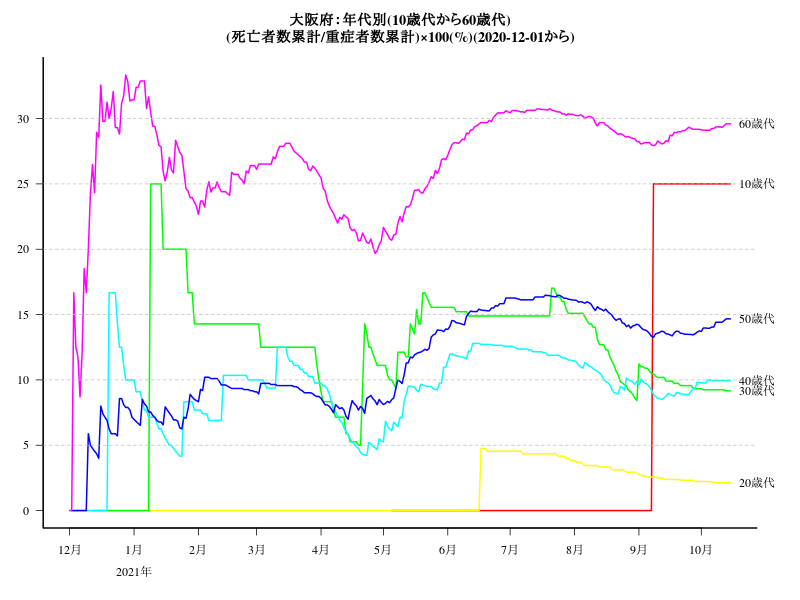 大阪府：年代別(10歳代から60歳代)
(死亡者数累計/重症者数累計)×100(%)(2020-12-01から)
30
25
20
15
10
5
0
60歳代
10歳代
50歳代
40歳代
30歳代
20歳代
12月 1月 2月 3月 4月 5月 6月 7月 8月 9月 10月
2021年